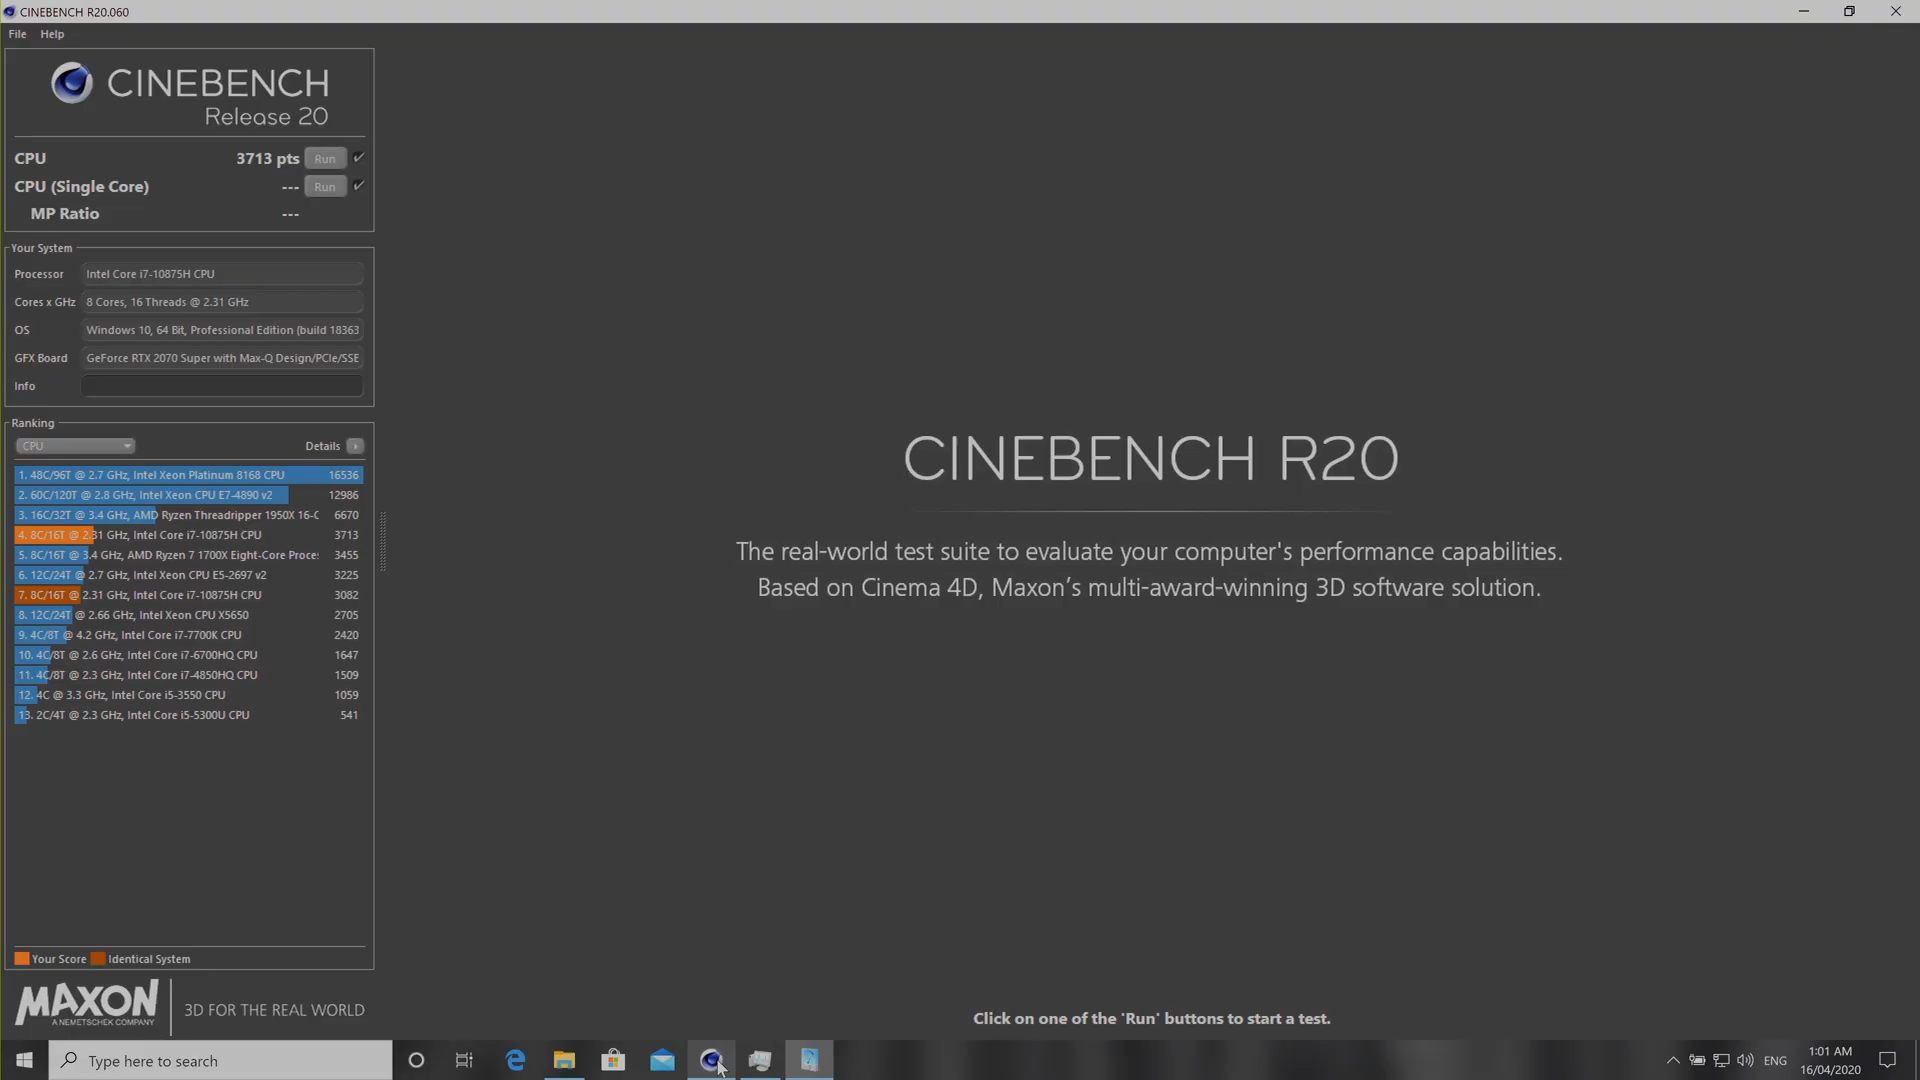 CINEBENCH R20.060
File Help
CINEBENCH
Release 20
CPU 3713 pts Run
CPU (Single Core) --- Run
MP Ratio ---
Your System
Processor Intel Core i7-10875H CPU
Cores x GHz 8 Cores, 16 Threads @ 2.31 GHz
OS Windows 10, 64 Bit, Professional Edition (build 18363
GFX Board GeForce RTX 2070 Super with Max-Q Design/PCIe/SSE
Info
Ranking
CPU Details
1. 48C/96T @ 2.7 GHz, Intel Xeon Platinum 8168 CPU 16536
2. 60C/120T @ 2.8 GHz, Intel Xeon CPU E7-4890 v2 12986
3. 16C/32T @ 3.4 GHz, AMD Ryzen Threadripper 1950X 16-C 6670
4. 8C/16T @ 2.31 GHz, Intel Core i7-10875H CPU 3713
5. 8C/16T @ 3.4 GHz, AMD Ryzen 7 1700X Eight-Core Proce: 3455
6. 12C/24T @ 2.7 GHz, Intel Xeon CPU E5-2697 v2 3225
7. 8C/16T @ 2.31 GHz, Intel Core i7-10875H CPU 3082
8. 12C/24T @ 2.66 GHz, Intel Xeon CPU X5650 2705
9. 4C/8T @ 4.2 GHz, Intel Core i7-7700K CPU 2420
10. 4C/8T @ 2.6 GHz, Intel Core i7-6700HQ CPU 1647
11. 4C/8T @ 2.3 GHz, Intel Core i7-4850HQ CPU 1509
12. 4C @ 3.3 GHz, Intel Core i5-3550 CPU 1059
13. 2C/4T @ 2.3 GHz, Intel Core i5-5300U CPU 541
Your Score Identical System
MAXON
A NEMETSCHEK COMPANY
3D FOR THE REAL WORLD
CINEBENCH R20
The real-world test suite to evaluate your computer's performance capabilities.
Based on Cinema 4D, Maxon’s multi-award-winning 3D software solution.
Click on one of the 'Run' buttons to start a test.
Type here to search
ENG
1:01 AM
16/04/2020